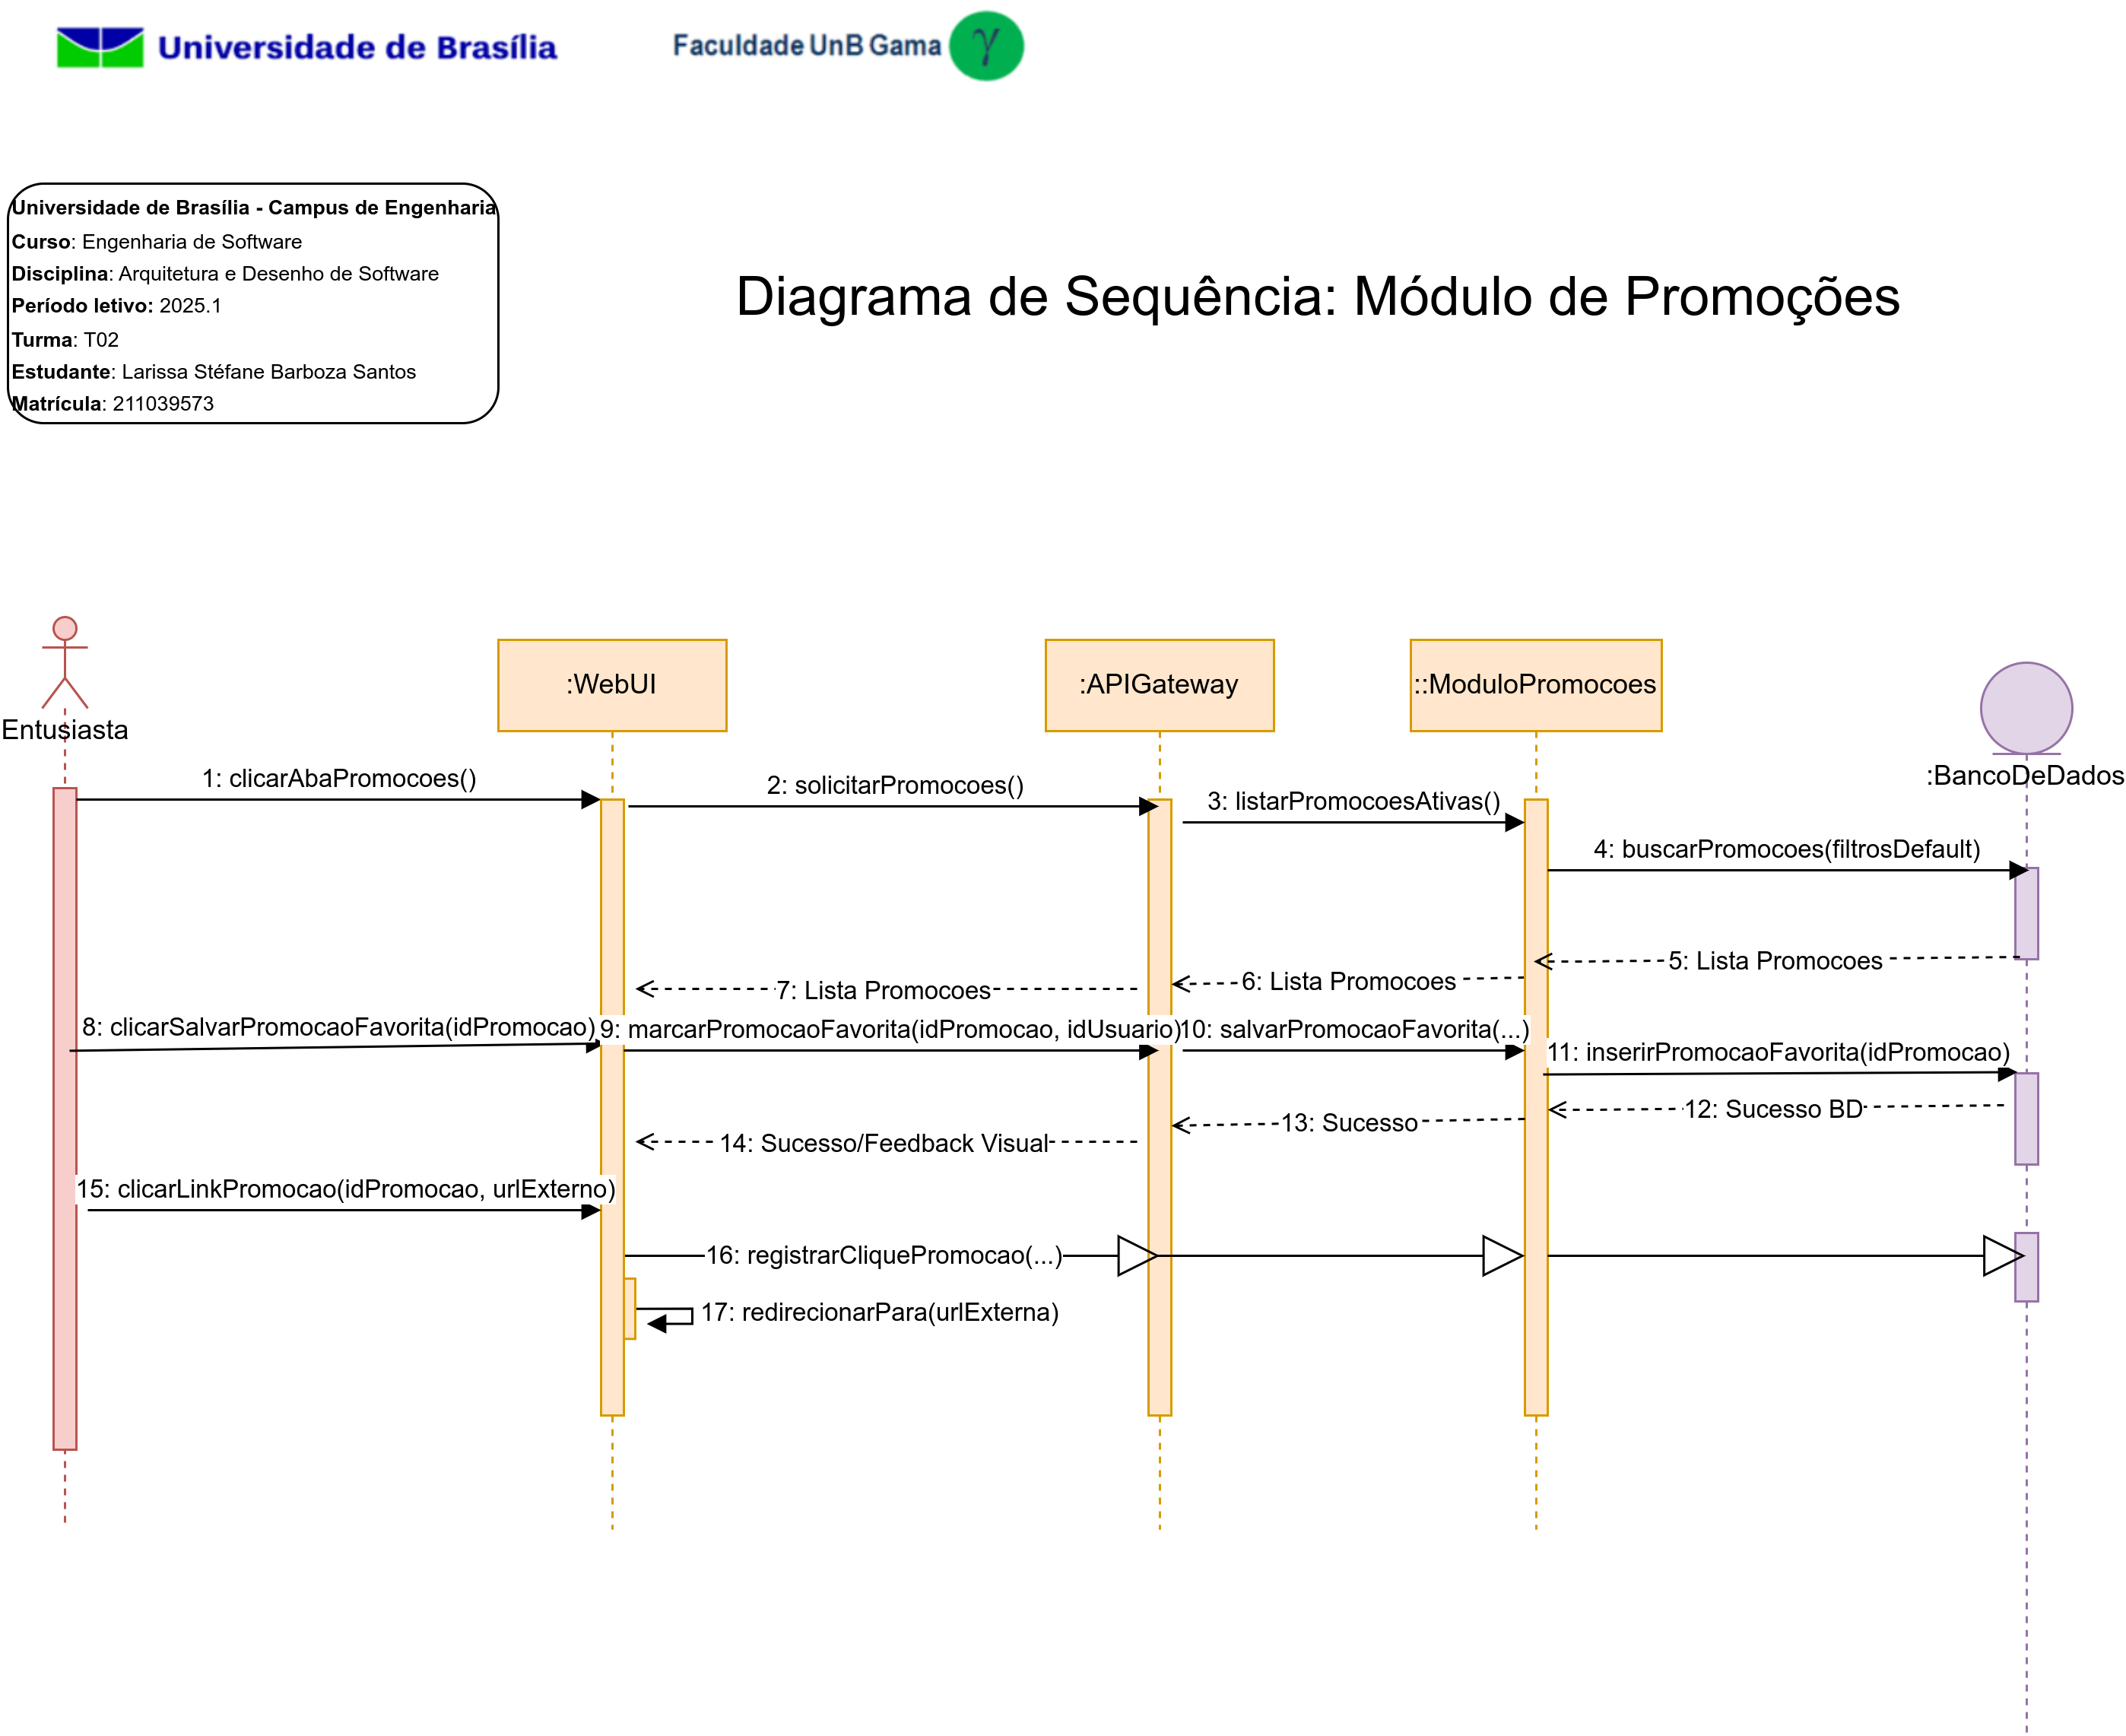 Universidade de Brasília
Faculdade UnB Gama
γ
Universidade de Brasília - Campus de Engenharia
Curso: Engenharia de Software
Disciplina: Arquitetura e Desenho de Software
Período letivo: 2025.1
Turma: T02
Estudante: Larissa Stéfane Barboza Santos
Matrícula: 211039573
Diagrama de Sequência: Módulo de Promoções
Entusiasta
:WebUI
:APIGateway
::ModuloPromocoes
:BancoDeDados
1: clicarAbaPromocoes()
2: solicitarPromocoes()
3: listarPromocoesAtivas()
4: buscarPromocoes(filtrosDefault)
5: Lista Promocoes
6: Lista Promocoes
7: Lista Promocoes
8: clicarSalvarPromocaoFavorita(idPromocao)
9: marcarPromocaoFavorita(idPromocao, idUsuario)
10: salvarPromocaoFavorita(...)
11: inserirPromocaoFavorita(idPromocao)
12: Sucesso BD
13: Sucesso
14: Sucesso/Feedback Visual
15: clicarLinkPromocao(idPromocao, urlExterno)
16: registrarCliquePromocao(...)
17: redirecionarPara(urlExterna)